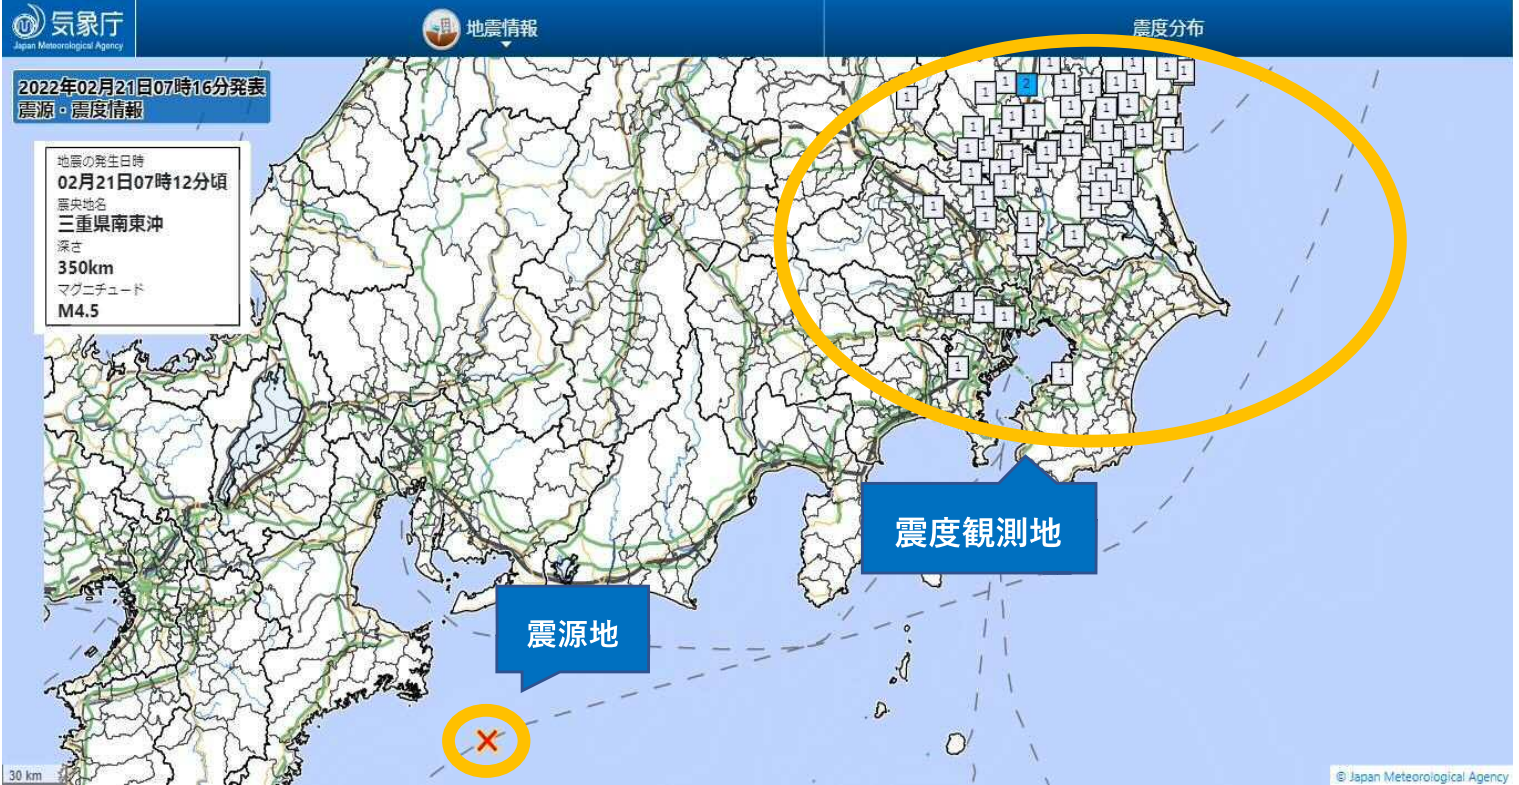 気象庁
Japan Meteorological Agency
地震情報
震度分布
2022年02月21日07時16分発表
震源・震度情報
地震の発生日時
02月21日07時12分頃
震央地名
三重県南東沖
深さ
350km
マグニチュード
M4.5
2
1
震度観測地
震源地
30 km
© Japan Meteorological Agency